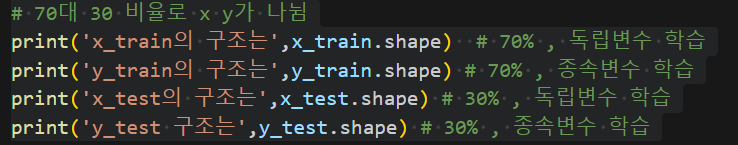 # 70대 30 비율로 x y가 나뉨
print('x_train의 구조는',x_train.shape)  # 70% , 독립변수 학습
print('y_train의 구조는',y_train.shape)  # 70% , 종속변수 학습
print('x_test의 구조는',x_test.shape) # 30% , 독립변수 학습
print('y_test 구조는',y_test.shape) # 30% , 종속변수 학습